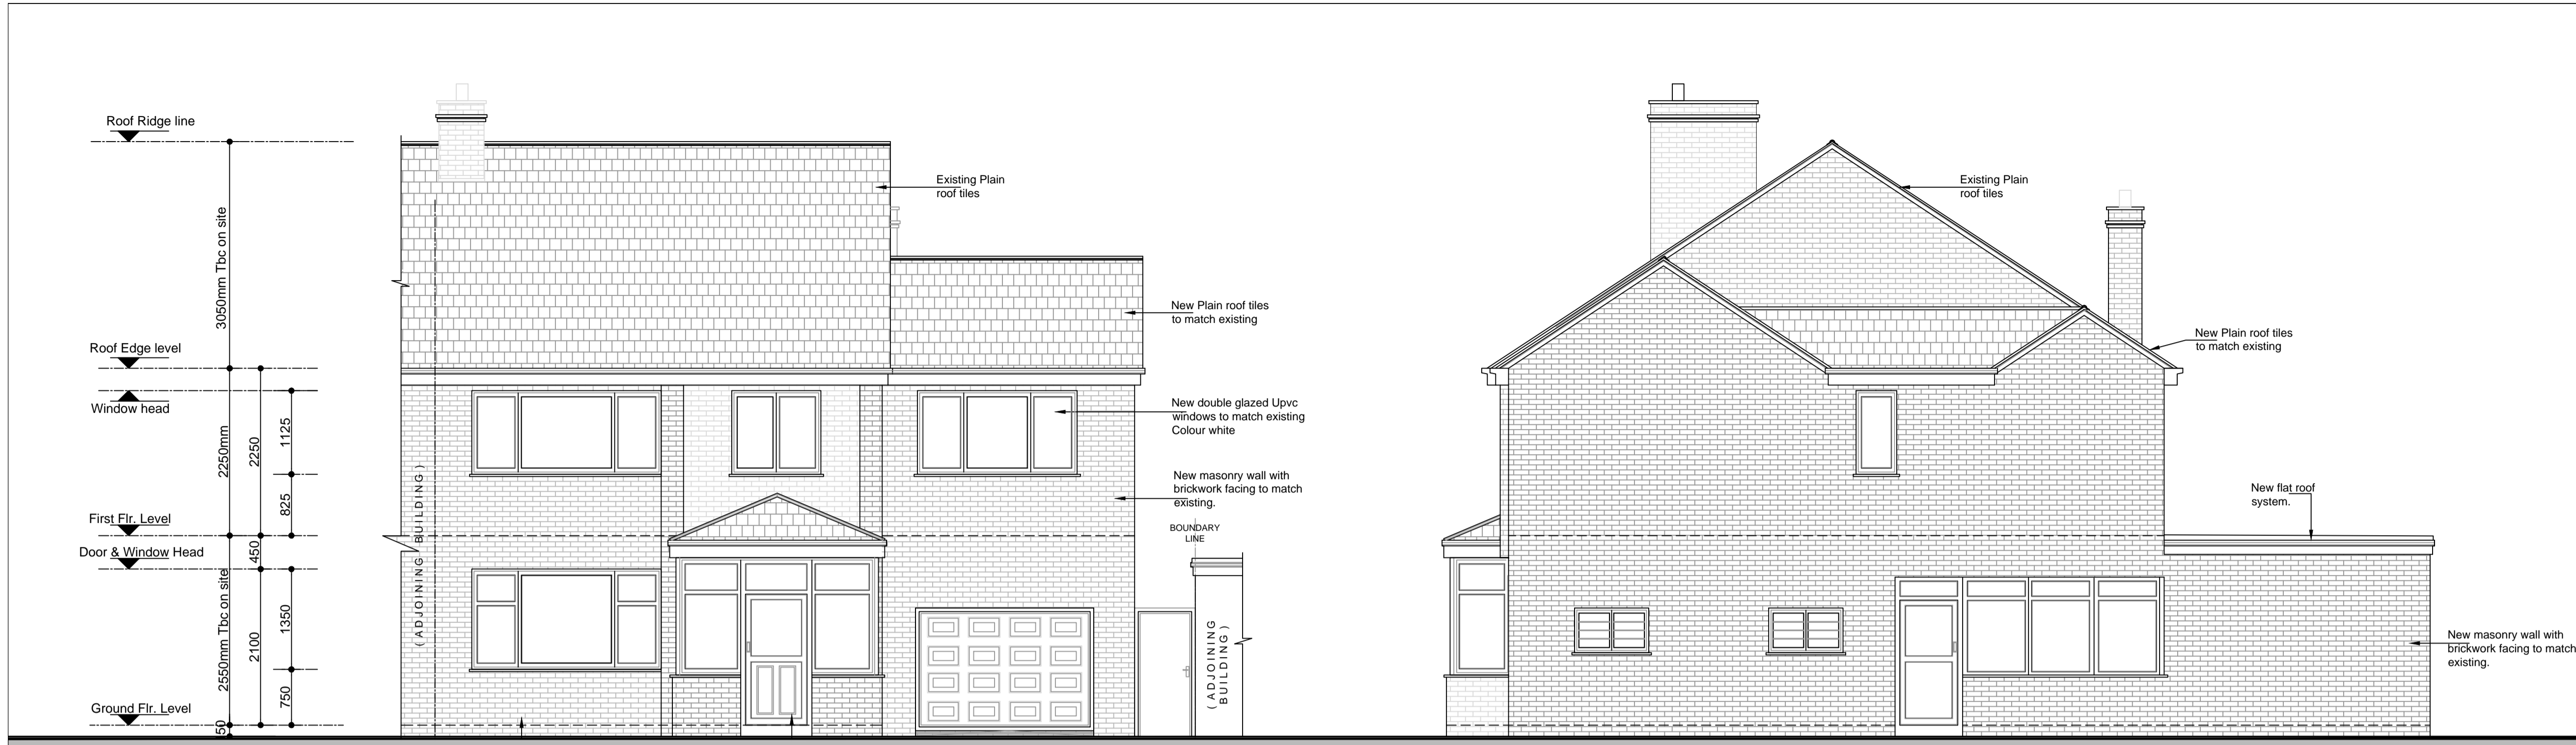 Roof Ridge line
3050mm Tbc on site
Roof Edge level
Window head
2250mm
2250
1125
825
First Flr. Level
Door & Window Head
450
2550mm Tbc on site
2100
1350
750
Ground Flr. Level
50
( ADJOINING BUILDING )
Existing Plain
roof tiles
New Plain roof tiles
to match existing
New double glazed Upvc
windows to match existing
Colour white
New masonry wall with
brickwork facing to match
existing.
BOUNDARY
LINE
( ADJOINING
BUILDING )
Existing Plain
roof tiles
New Plain roof tiles
to match existing
New flat roof
system.
New masonry wall with
brickwork facing to match
existing.